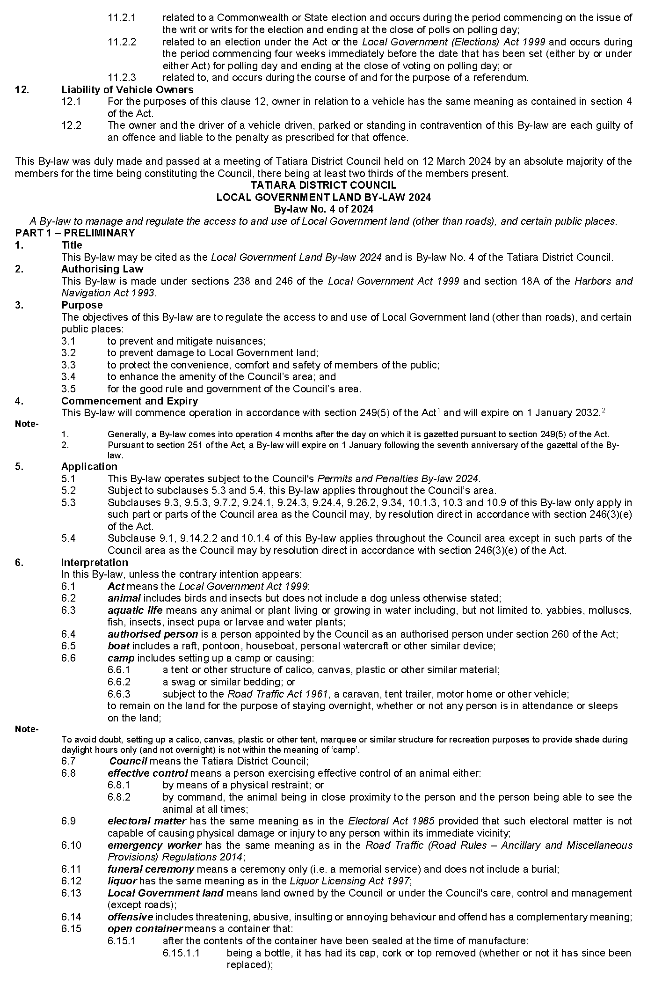 11.2.1 related to a Commonwealth or State election and occurs during the period commencing on the issue of
the writ or writs for the election and ending at the close of polls on polling day;
11.2.2 related to an election under the Act or the Local Government (Elections) Act 1999 and occurs during
the period commencing four weeks immediately before the date that has been set (either by or under
either Act) for polling day and ending at the close of voting on polling day; or
11.2.3 related to, and occurs during the course of and for the purpose of a referendum.
12. Liability of Vehicle Owners
12.1 For the purposes of this clause 12, owner in relation to a vehicle has the same meaning as contained in section 4
of the Act.
12.2 The owner and the driver of a vehicle driven, parked or standing in contravention of this By-law are each guilty of
an offence and liable to the penalty as prescribed for that offence.
This By-law was duly made and passed at a meeting of Tatiara District Council held on 12 March 2024 by an absolute majority of the
members for the time being constituting the Council, there being at least two thirds of the members present.
TATIARA DISTRICT COUNCIL
LOCAL GOVERNMENT LAND BY-LAW 2024
By-law No. 4 of 2024
A By-law to manage and regulate the access to and use of Local Government land (other than roads), and certain public places.
PART 1 – PRELIMINARY
1. Title
This By-law may be cited as the Local Government Land By-law 2024 and is By-law No. 4 of the Tatiara District Council.
2. Authorising Law
This By-law is made under sections 238 and 246 of the Local Government Act 1999 and section 18A of the Harbors and
Navigation Act 1993.
3. Purpose
The objectives of this By-law are to regulate the access to and use of Local Government land (other than roads), and certain
public places:
3.1 to prevent and mitigate nuisances;
3.2 to prevent damage to Local Government land;
3.3 to protect the convenience, comfort and safety of members of the public;
3.4 to enhance the amenity of the Council’s area; and
3.5 for the good rule and government of the Council’s area.
4. Commencement and Expiry
This By-law will commence operation in accordance with section 249(5) of the Act1 and will expire on 1 January 2032.2
Note-
1. Generally, a By-law comes into operation 4 months after the day on which it is gazetted pursuant to section 249(5) of the Act.
2. Pursuant to section 251 of the Act, a By-law will expire on 1 January following the seventh anniversary of the gazettal of the By-
law.
5. Application
5.1 This By-law operates subject to the Council's Permits and Penalties By-law 2024.
5.2 Subject to subclauses 5.3 and 5.4, this By-law applies throughout the Council’s area.
5.3 Subclauses 9.3, 9.5.3, 9.7.2, 9.24.1, 9.24.3, 9.24.4, 9.26.2, 9.34, 10.1.3, 10.3 and 10.9 of this By-law only apply in
such part or parts of the Council area as the Council may, by resolution direct in accordance with section 246(3)(e)
of the Act.
5.4 Subclause 9.1, 9.14.2.2 and 10.1.4 of this By-law applies throughout the Council area except in such parts of the
Council area as the Council may by resolution direct in accordance with section 246(3)(e) of the Act.
6. Interpretation
In this By-law, unless the contrary intention appears:
6.1 Act means the Local Government Act 1999;
6.2 animal includes birds and insects but does not include a dog unless otherwise stated;
6.3 aquatic life means any animal or plant living or growing in water including, but not limited to, yabbies, molluscs,
fish, insects, insect pupa or larvae and water plants;
6.4 authorised person is a person appointed by the Council as an authorised person under section 260 of the Act;
6.5 boat includes a raft, pontoon, houseboat, personal watercraft or other similar device;
6.6 camp includes setting up a camp or causing:
6.6.1 a tent or other structure of calico, canvas, plastic or other similar material;
6.6.2 a swag or similar bedding; or
6.6.3 subject to the Road Traffic Act 1961, a caravan, tent trailer, motor home or other vehicle;
to remain on the land for the purpose of staying overnight, whether or not any person is in attendance or sleeps
on the land;
Note-
To avoid doubt, setting up a calico, canvas, plastic or other tent, marquee or similar structure for recreation purposes to provide shade during
daylight hours only (and not overnight) is not within the meaning of ‘camp’.
6.7 Council means the Tatiara District Council;
6.8 effective control means a person exercising effective control of an animal either:
6.8.1 by means of a physical restraint; or
6.8.2 by command, the animal being in close proximity to the person and the person being able to see the
animal at all times;
6.9 electoral matter has the same meaning as in the Electoral Act 1985 provided that such electoral matter is not
capable of causing physical damage or injury to any person within its immediate vicinity;
6.10 emergency worker has the same meaning as in the Road Traffic (Road Rules – Ancillary and Miscellaneous
Provisions) Regulations 2014;
6.11 funeral ceremony means a ceremony only (i.e. a memorial service) and does not include a burial;
6.12 liquor has the same meaning as in the Liquor Licensing Act 1997;
6.13 Local Government land means land owned by the Council or under the Council's care, control and management
(except roads);
6.14 offensive includes threatening, abusive, insulting or annoying behaviour and offend has a complementary meaning;
6.15 open container means a container that:
6.15.1 after the contents of the container have been sealed at the time of manufacture:
6.15.1.1 being a bottle, it has had its cap, cork or top removed (whether or not it has since been
replaced);